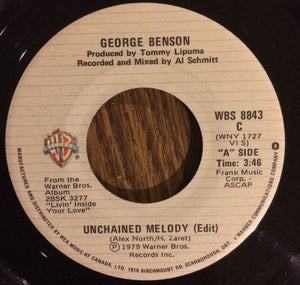 GEORGE BENSON
Produced by Tommy Lipuma
Recorded and Mixed by Al Schmitt
WBS 8843
C
(WNY 1727
VI S)
"A" SIDE
Time: 3:46
Frank Music
Corp. -
ASCAP
From the
Warner Bros.
Album
2BSK 3277
"Livin' Inside
Your Love"
UNCHAINED MELODY (Edit)
(Alex North/H. Zaret)
Ⓟ 1979 Warner Bros.
Records Inc.
MANUFACTURED AND DISTRIBUTED IN CANADA BY WEA MUSIC OF CANADA, LTD. 1810 BIRCHMOUNT RD. SCARBOROUGH, ONT.